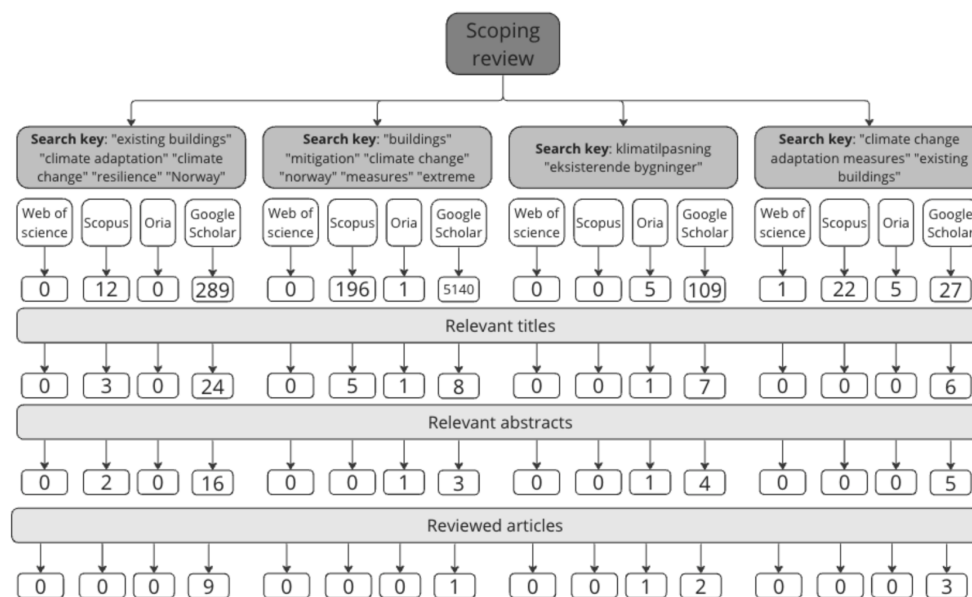 Scoping
review
Search key: "existing buildings"
"climate adaptation" "climate
change" "resilience" "Norway"
Search key: "buildings"
"mitigation" "climate change"
"norway" "measures" "extreme
Search key: klimatilpasning
"eksisterende bygninger"
Search key: "climate change
adaptation measures" "existing
buildings"
Web of
science
Scopus
Oria
Google
Scholar
Web of
science
Scopus
Oria
Google
Scholar
Web of
science
Scopus
Oria
Google
Scholar
Web of
science
Scopus
Oria
Google
Scholar
0 12 0 289 0 196 1 5140 0 0 5 109 1 22 5 27
Relevant titles
0 3 0 24 0 5 1 8 0 0 1 7 0 0 0 6
Relevant abstracts
0 2 0 16 0 0 1 3 0 0 1 4 0 0 0 5
Reviewed articles
0 0 0 9 0 0 0 1 0 0 1 2 0 0 0 3